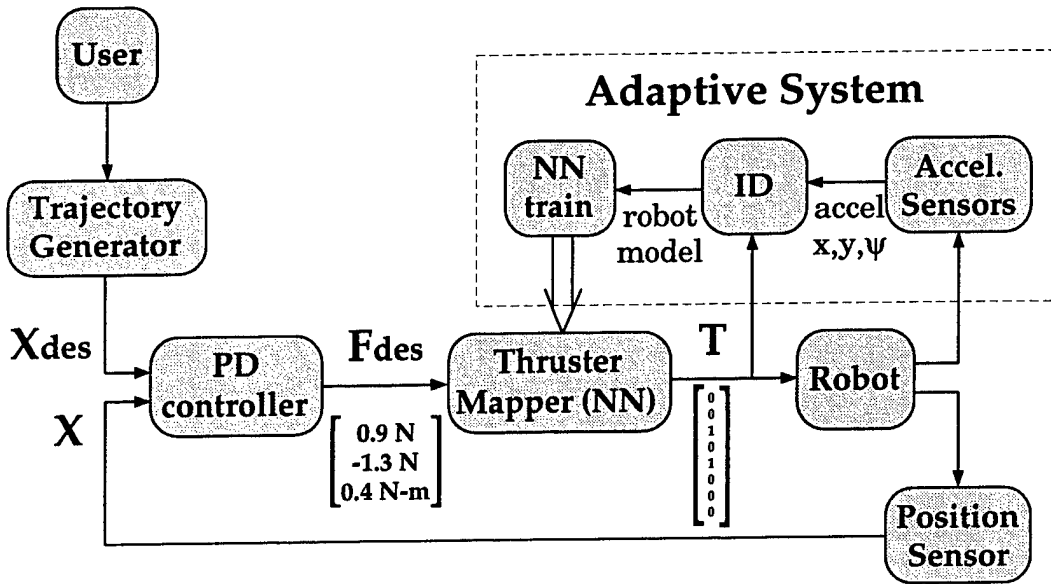 User
Adaptive System
NN
train
ID
Accel.
Sensors
robot
model
accel
x,y,ψ
Trajectory
Generator
Xdes
X
PD
controller
Fdes
0.9 N
-1.3 N
0.4 N-m
Thruster
Mapper (NN)
T
0
0
1
0
1
0
0
0
Robot
Position
Sensor